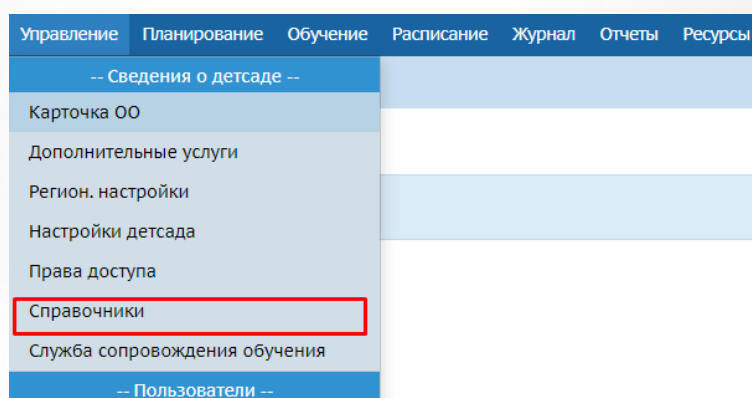 Управление Планирование Обучение Расписание Журнал Отчеты Ресурсы
-- Сведения о детсаде --
Карточка ОО
Дополнительные услуги
Регион. настройки
Настройки детсада
Права доступа
Справочники
Служба сопровождения обучения
-- Пользователи --